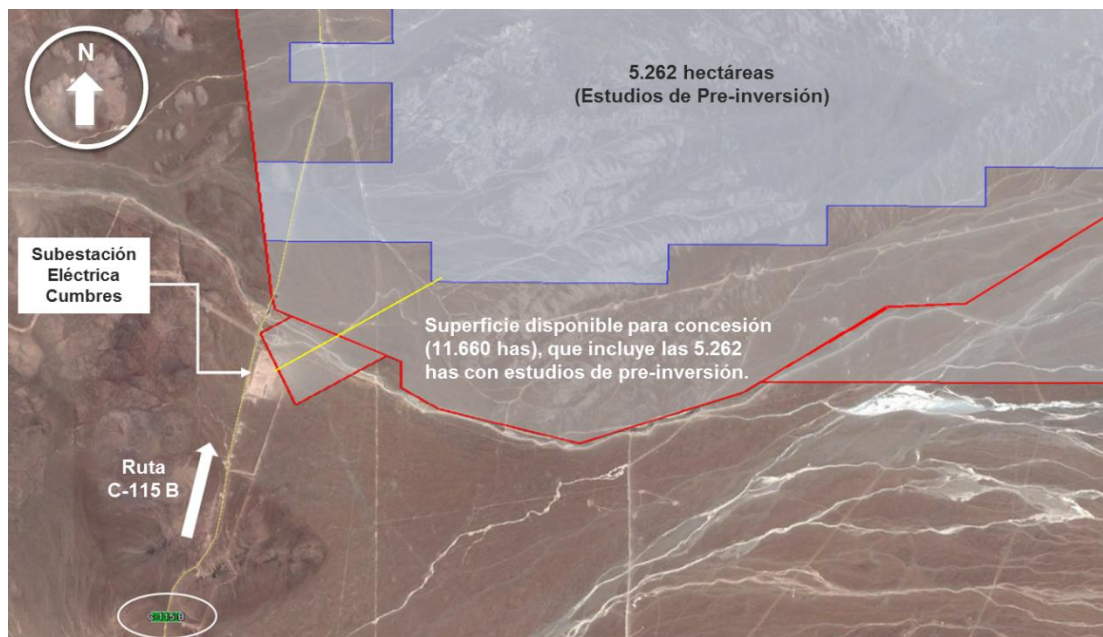 N
5.262 hectáreas
(Estudios de Pre-inversión)
Subestación
Eléctrica
Cumbres
Superficie disponible para concesión
(11.660 has), que incluye las 5.262
has con estudios de pre-inversión.
Ruta
C-115 B
C-115 B